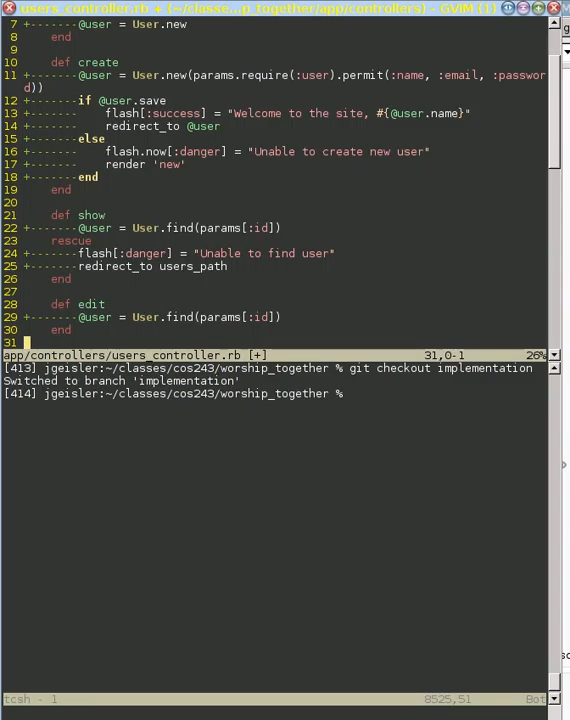 users_controller.rb + (~/classe...p_together/app/controllers) - GVIM (1)
7 +-------@user = User.new
8     end
9
10     def create
11 +-------@user = User.new(params.require(:user).permit(:name, :email, :passwor
d))
12 +-------if @user.save
13 +-------    flash[:success] = "Welcome to the site, #{@user.name}"
14 +-------    redirect_to @user
15 +-------else
16 +-------    flash.now[:danger] = "Unable to create new user"
17 +-------    render 'new'
18 +-------end
19     end
20
21     def show
22 +-------@user = User.find(params[:id])
23     rescue
24 +-------flash[:danger] = "Unable to find user"
25 +-------redirect_to users_path
26     end
27
28     def edit
29 +-------@user = User.find(params[:id])
30     end
31
app/controllers/users_controller.rb [+] 31,0-1 26%
[413] jgeisler:~/classes/cos243/worship_together % git checkout implementation
Switched to branch 'implementation'
[414] jgeisler:~/classes/cos243/worship_together %
tcsh - 1 8525,51 Bot